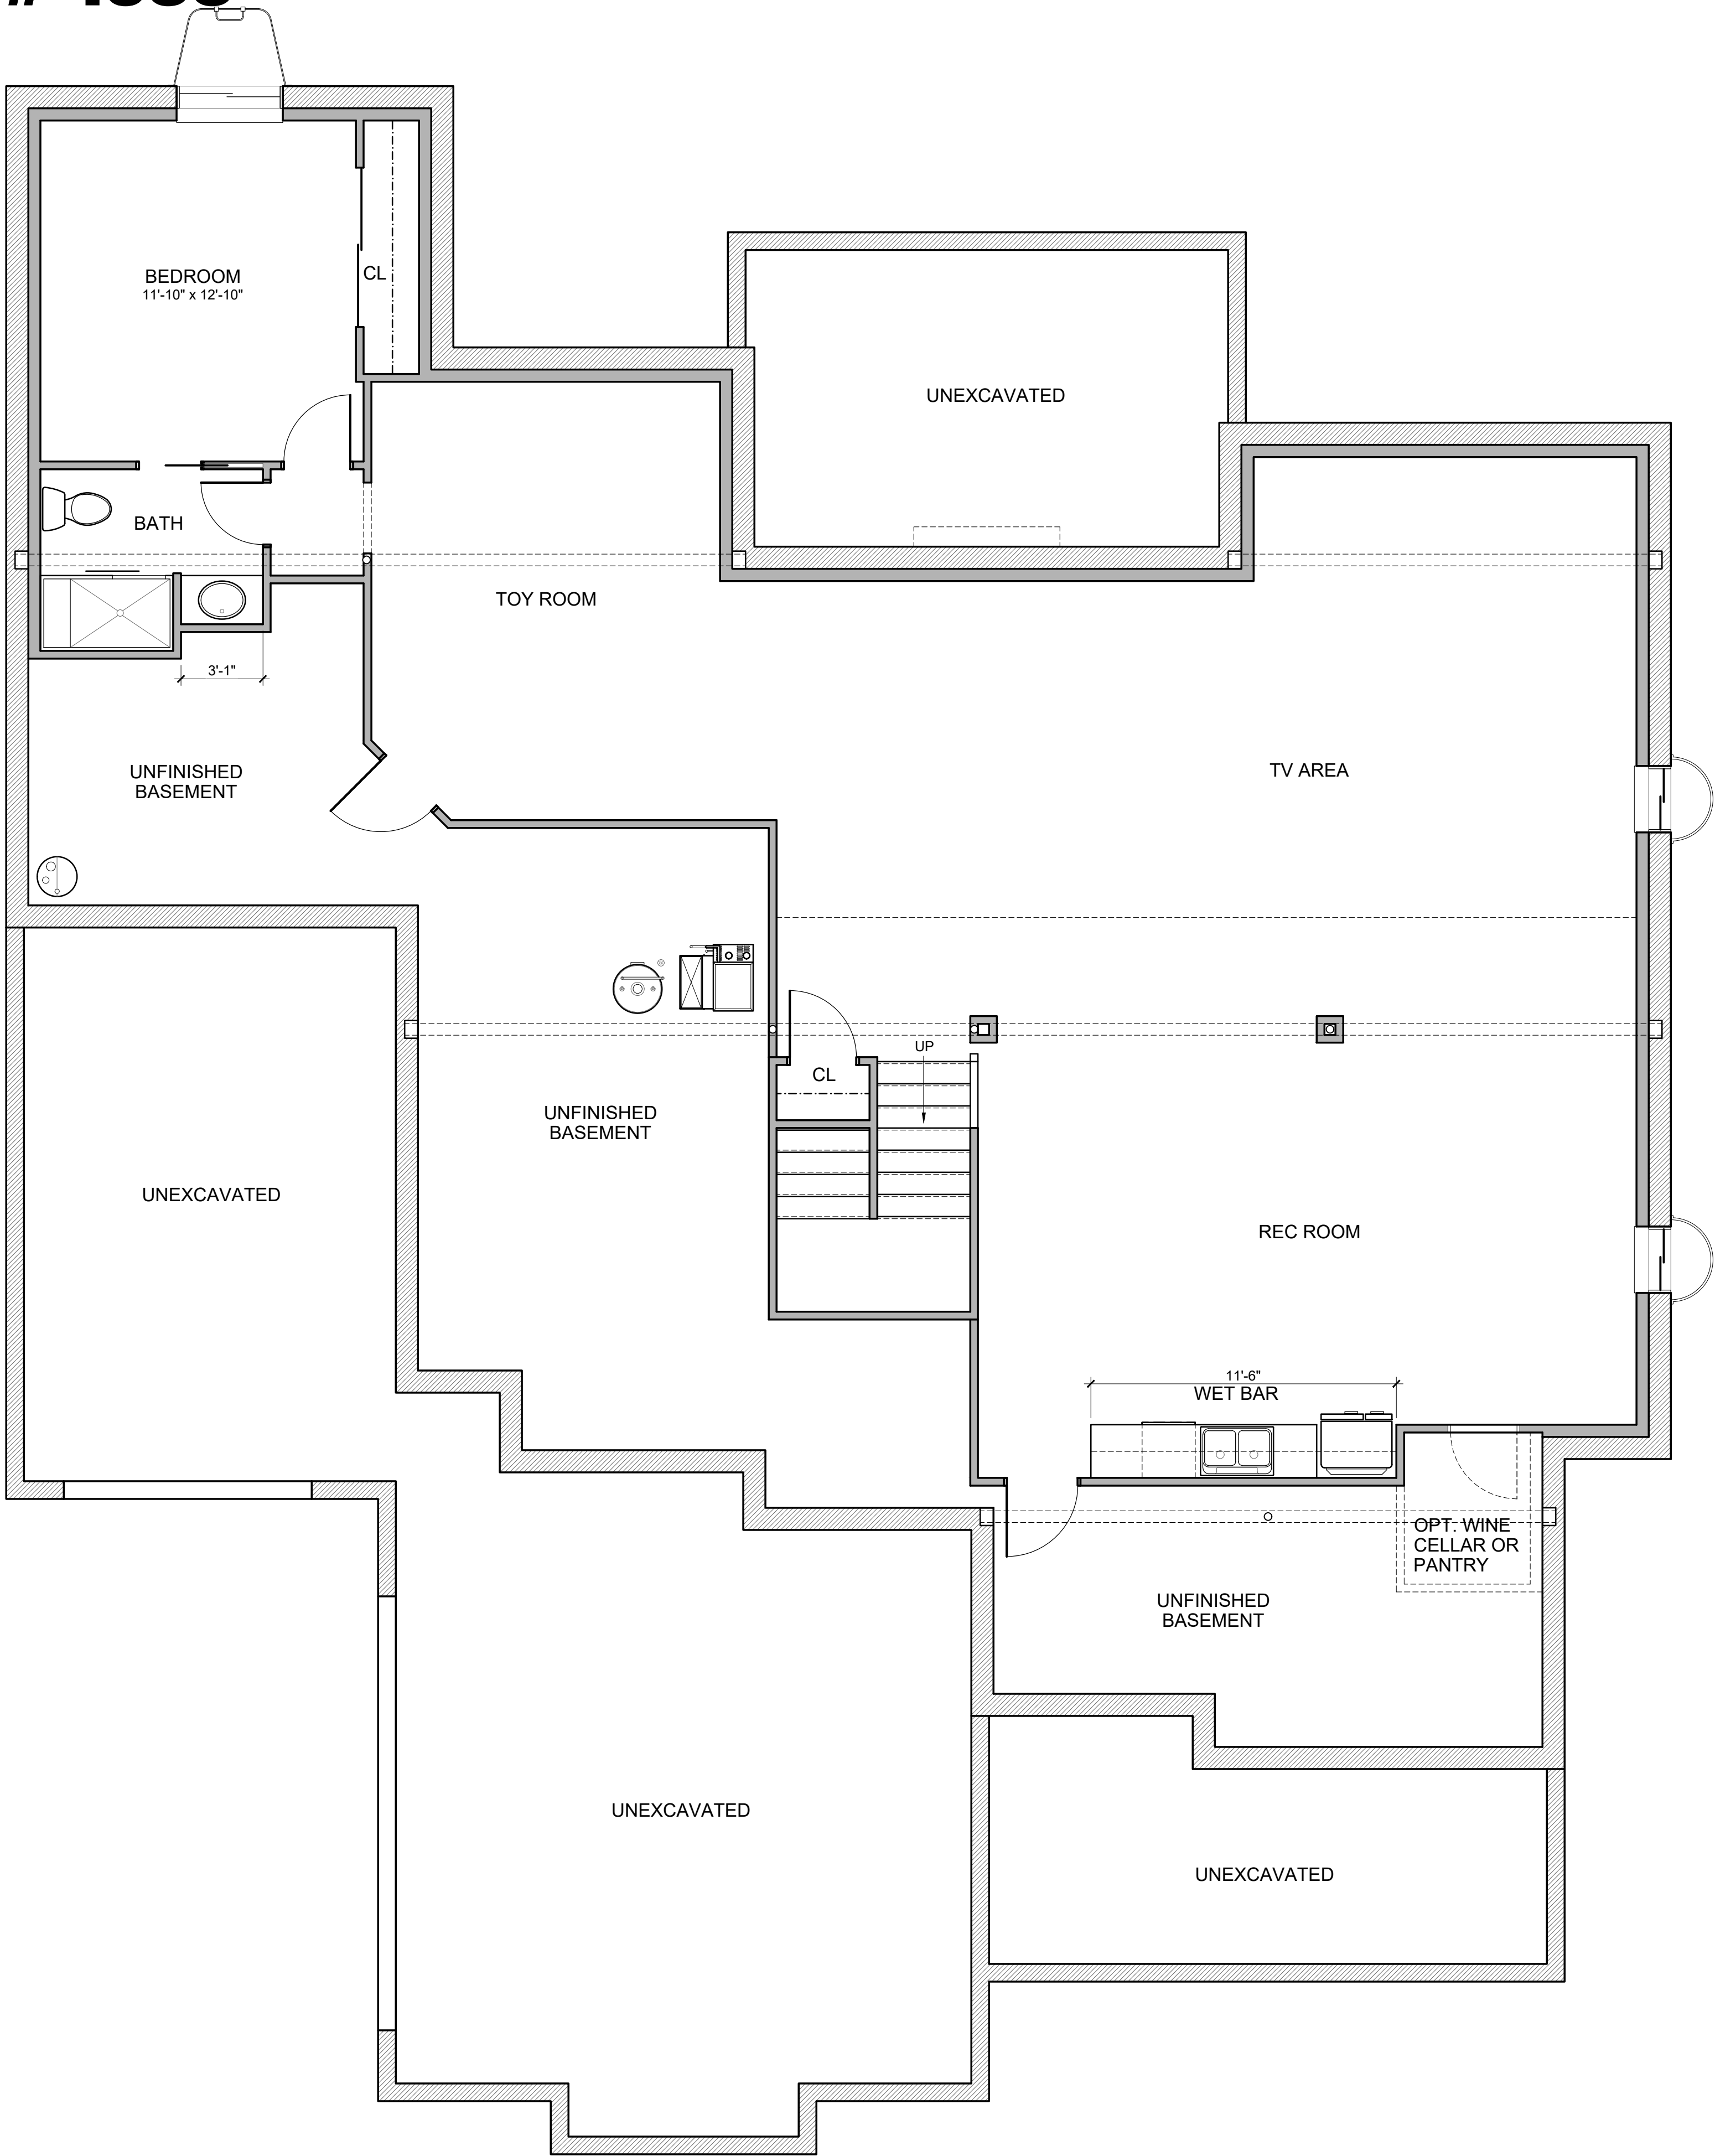 BEDROOM
11'-10" x 12'-10"
CL
UNEXCAVATED
BATH
TOY ROOM
3'-1"
UNFINISHED
BASEMENT
TV AREA
UP
CL
UNFINISHED
BASEMENT
UNEXCAVATED
REC ROOM
11'-6"
WET BAR
OPT. WINE
CELLAR OR
PANTRY
UNFINISHED
BASEMENT
UNEXCAVATED
UNEXCAVATED